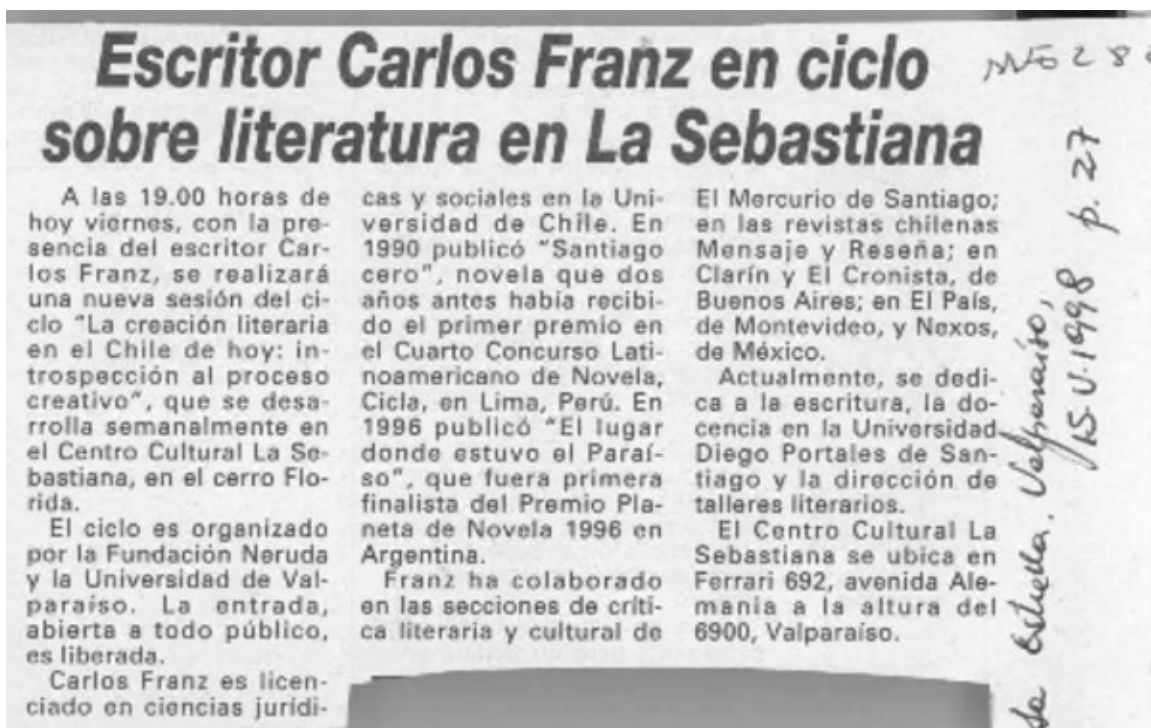 Escritor Carlos Franz en ciclo
sobre literatura en La Sebastiana
A las 19.00 horas de
hoy viernes, con la pre-
sencia del escritor Car-
los Franz, se realizará
una nueva sesión del ci-
clo "La creación literaria
en el Chile de hoy: in-
trospección al proceso
creativo", que se desa-
rrolla semanalmente en
el Centro Cultural La Se-
bastiana, en el cerro Flo-
rida.
El ciclo es organizado
por la Fundación Neruda
y la Universidad de Val-
paraíso. La entrada,
abierta a todo público,
es liberada.
Carlos Franz es licen-
ciado en ciencias jurídi-
cas y sociales en la Uni-
versidad de Chile. En
1990 publicó "Santiago
cero", novela que dos
años antes había recibi-
do el primer premio en
el Cuarto Concurso Lati-
noamericano de Novela,
Cicla, en Lima, Perú. En
1996 publicó "El lugar
donde estuvo el Paraí-
so", que fuera primera
finalista del Premio Pla-
neta de Novela 1996 en
Argentina.
Franz ha colaborado
en las secciones de críti-
ca literaria y cultural de
El Mercurio de Santiago;
en las revistas chilenas
Mensaje y Reseña; en
Clarín y El Cronista, de
Buenos Aires; en El País,
de Montevideo, y Nexos,
de México.
Actualmente, se dedi-
ca a la escritura, la do-
cencia en la Universidad
Diego Portales de San-
tiago y la dirección de
talleres literarios.
El Centro Cultural La
Sebastiana se ubica en
Ferrari 692, avenida Ale-
mania a la altura del
6900, Valparaíso.
La Estrella. Valparaíso,
15-V-1998 p. 27